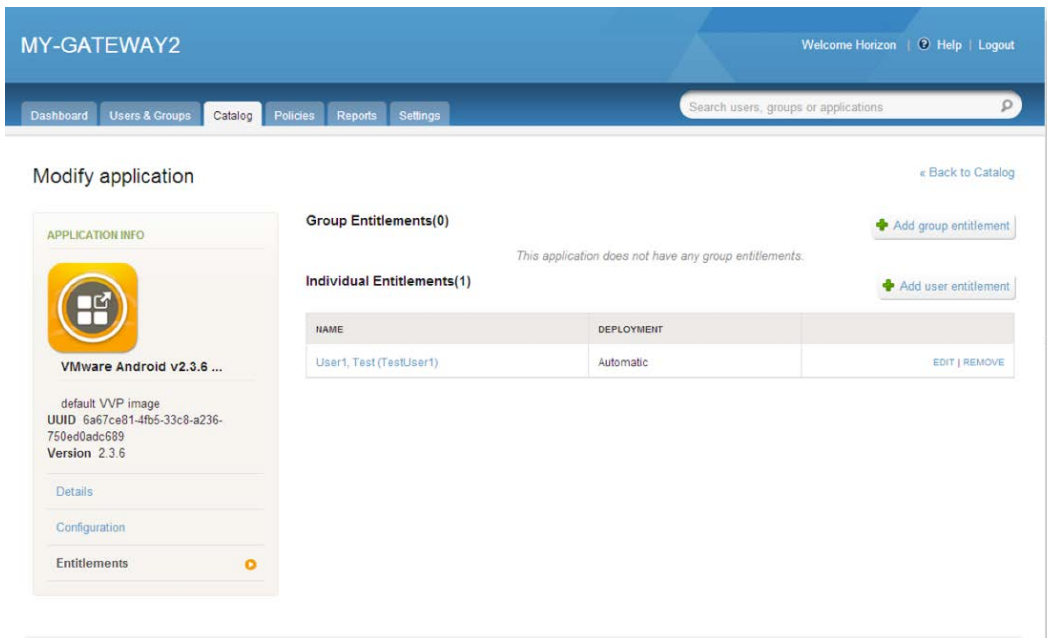 MY-GATEWAY2
Welcome Horizon | Help | Logout
Dashboard Users & Groups Catalog Policies Reports Settings
Search users, groups or applications
Modify application
« Back to Catalog
APPLICATION INFO
VMware Android v2.3.6 ...
default VVP image
UUID 6a67ce81-4fb5-33c8-a236-
750ed0adc689
Version 2.3.6
Details
Configuration
Entitlements
Group Entitlements(0)
Add group entitlement
This application does not have any group entitlements.
Individual Entitlements(1)
Add user entitlement
NAME DEPLOYMENT
User1, Test (TestUser1) Automatic EDIT | REMOVE